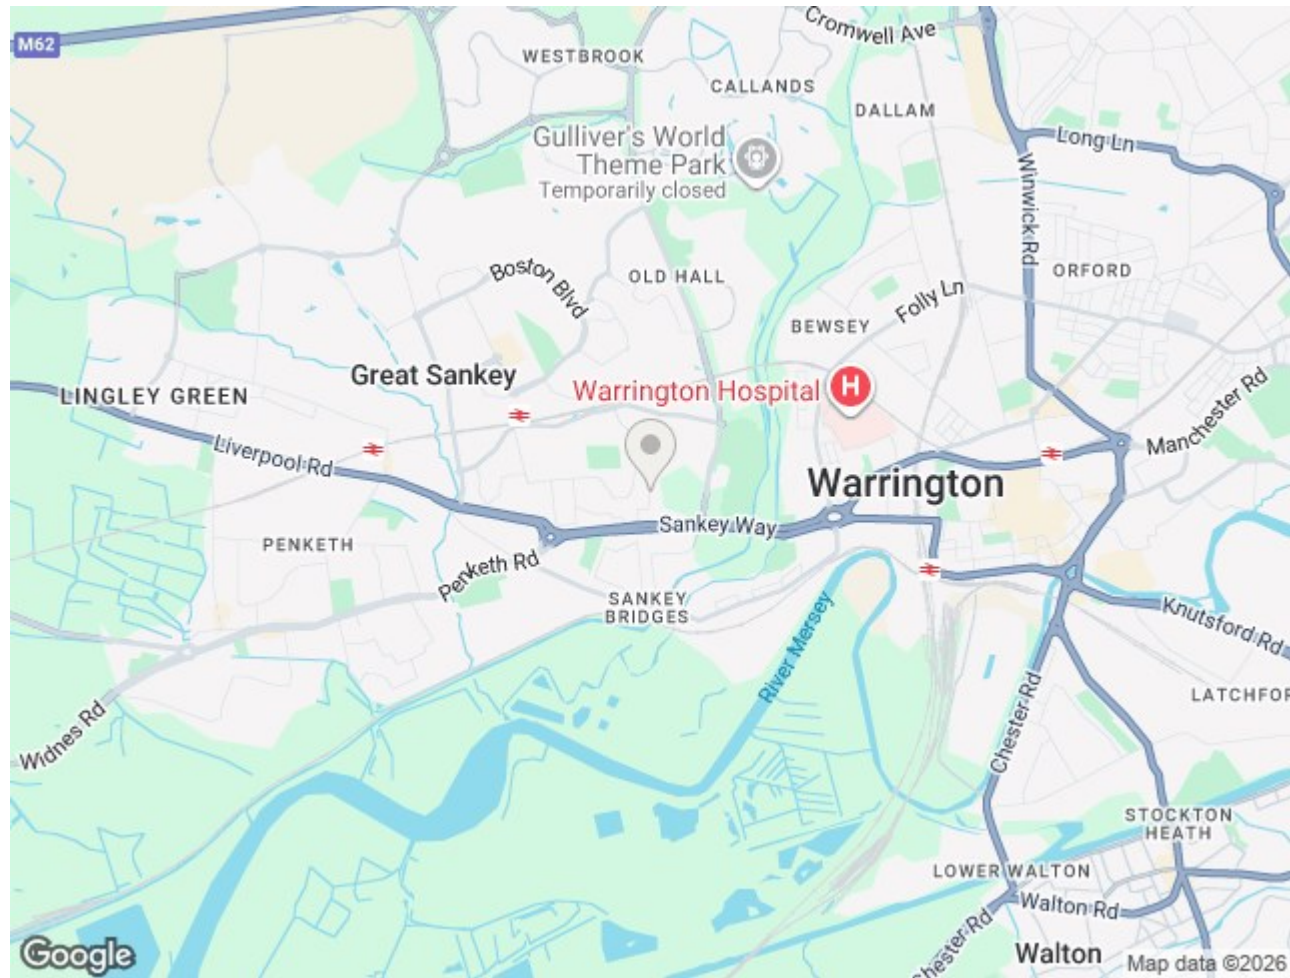 Cromwell Ave
M62
WESTBROOK
CALLANDS
DALLAM
Gulliver's World
Theme Park
Temporarily closed
Long Ln
Winwick Rd
Boston Blvd
OLD HALL
ORFORD
Folly Ln
BEWSEY
Great Sankey
Warrington Hospital
H
LINGLEY GREEN
Manchester Rd
Liverpool Rd
Warrington
Sankey Way
PENKETH
Penketh Rd
SANKEY
BRIDGES
River Mersey
Knutsford Rd
LATCHFOR
Widnes Rd
Chester Rd
STOCKTON
HEATH
LOWER WALTON
Walton Rd
Chester Rd
Walton
Google
Map data ©2026